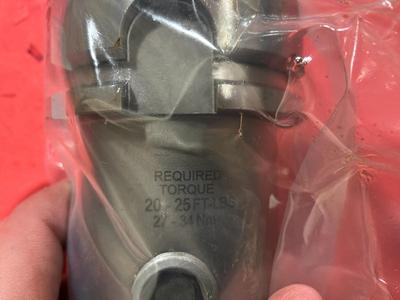 REQUIRED
TORQUE
20 - 25 FT-LBS
27 - 34 Nm